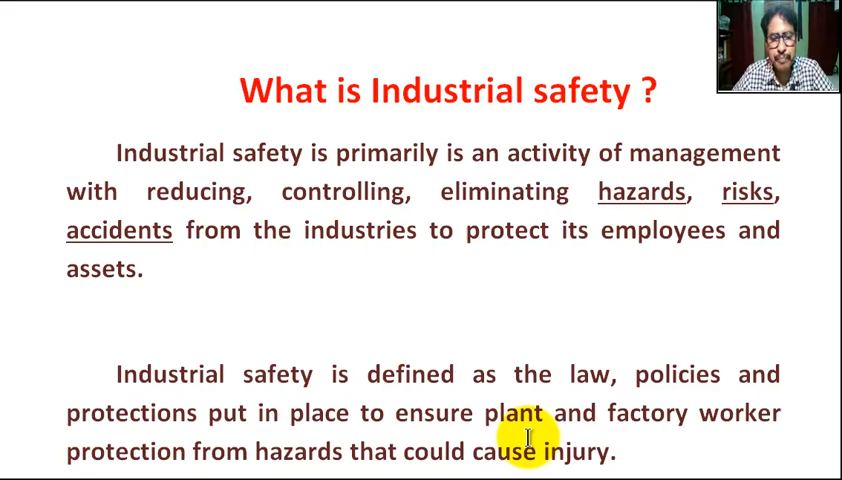 What is Industrial safety ?
Industrial safety is primarily is an activity of management
with reducing, controlling, eliminating hazards, risks,
accidents from the industries to protect its employees and
assets.
Industrial safety is defined as the law, policies and
protections put in place to ensure plant and factory worker
protection from hazards that could cause injury.